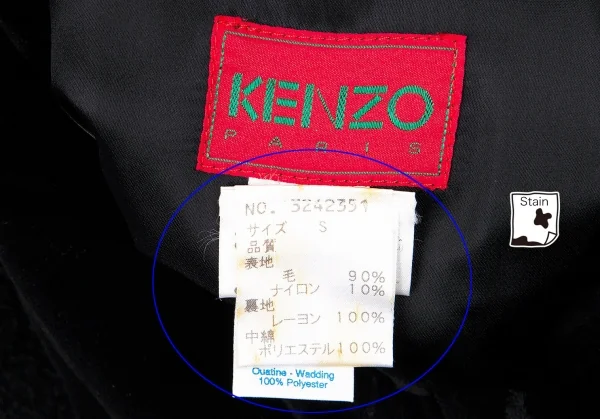 KENZO
PARIS
NO. 3242351
サイズ S
品質
表地
毛 90%
ナイロン 10%
裏地
レーヨン 100%
中綿
ポリエステル100%
Ouatine - Wadding
100% Polyester
Stain